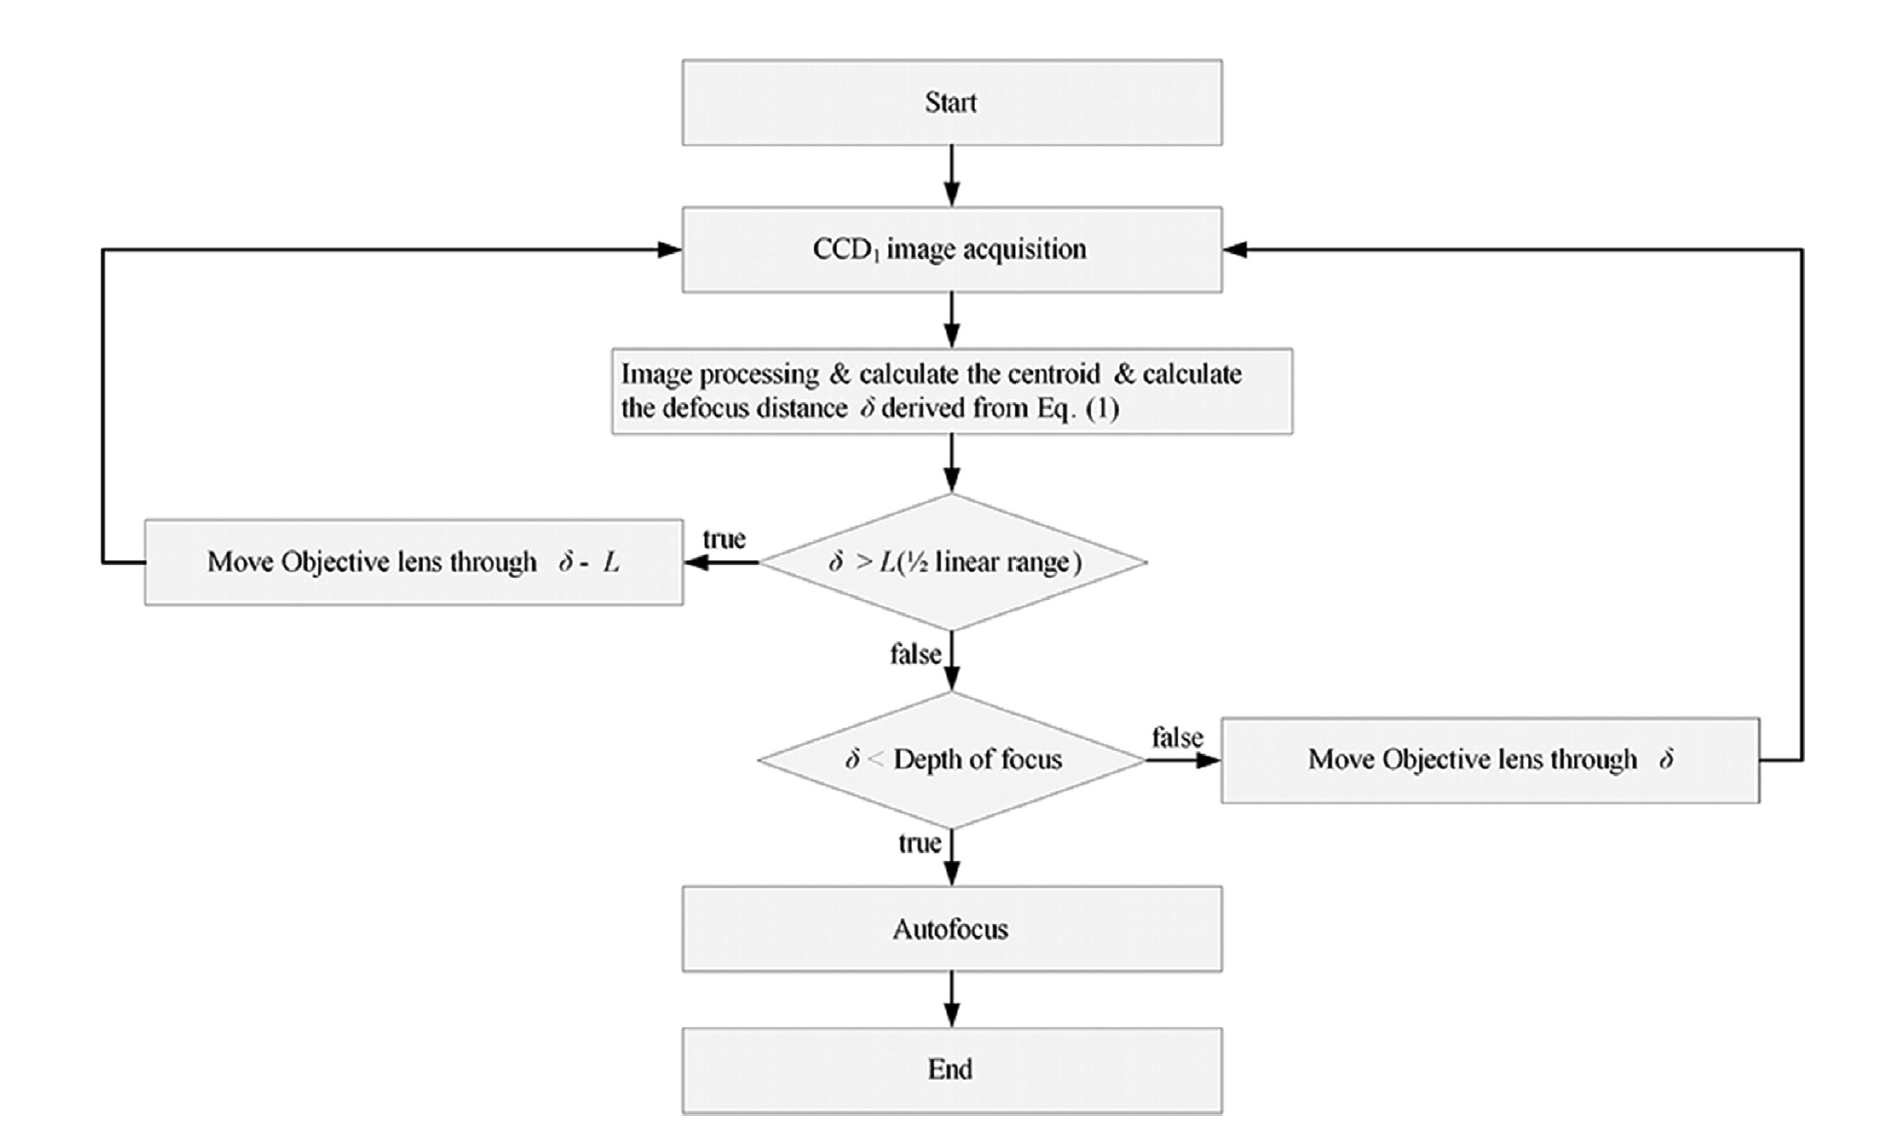 Start
CCD₁ image acquisition
Image processing & calculate the centroid & calculate
the defocus distance δ derived from Eq. (1)
true
Move Objective lens through δ - L
δ > L(½ linear range)
false
δ < Depth of focus
false
Move Objective lens through δ
true
Autofocus
End